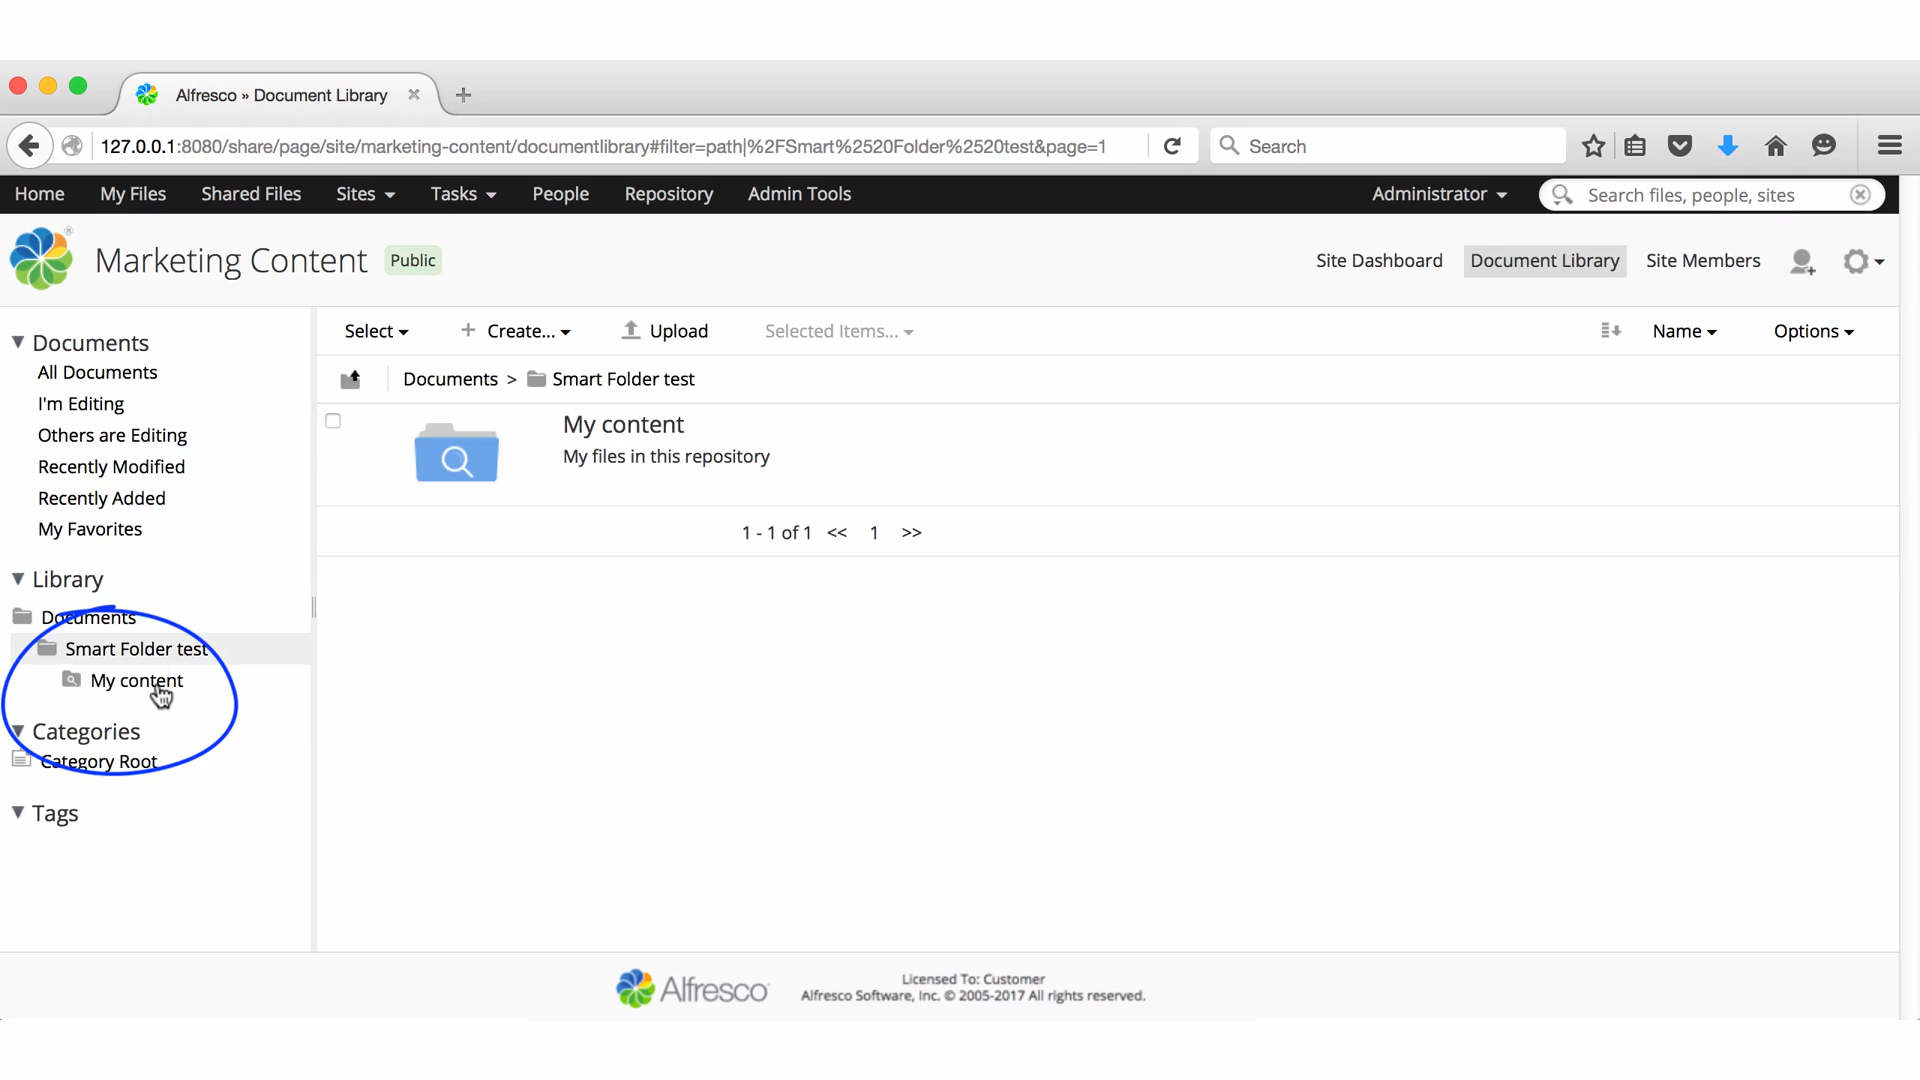 Alfresco » Document Library
127.0.0.1:8080/share/page/site/marketing-content/documentlibrary#filter=path|%2FSmart%2520Folder%2520test&page=1
Search
Home My Files Shared Files Sites Tasks People Repository Admin Tools Administrator Search files, people, sites
Marketing Content Public Site Dashboard Document Library Site Members
Documents
All Documents
I'm Editing
Others are Editing
Recently Modified
Recently Added
My Favorites
Library
Documents
Smart Folder test
My content
Categories
Category Root
Tags
Select + Create... Upload Selected Items... Name Options
Documents > Smart Folder test
My content
My files in this repository
1 - 1 of 1 << 1 >>
Alfresco
Licensed To: Customer
Alfresco Software, Inc. © 2005-2017 All rights reserved.